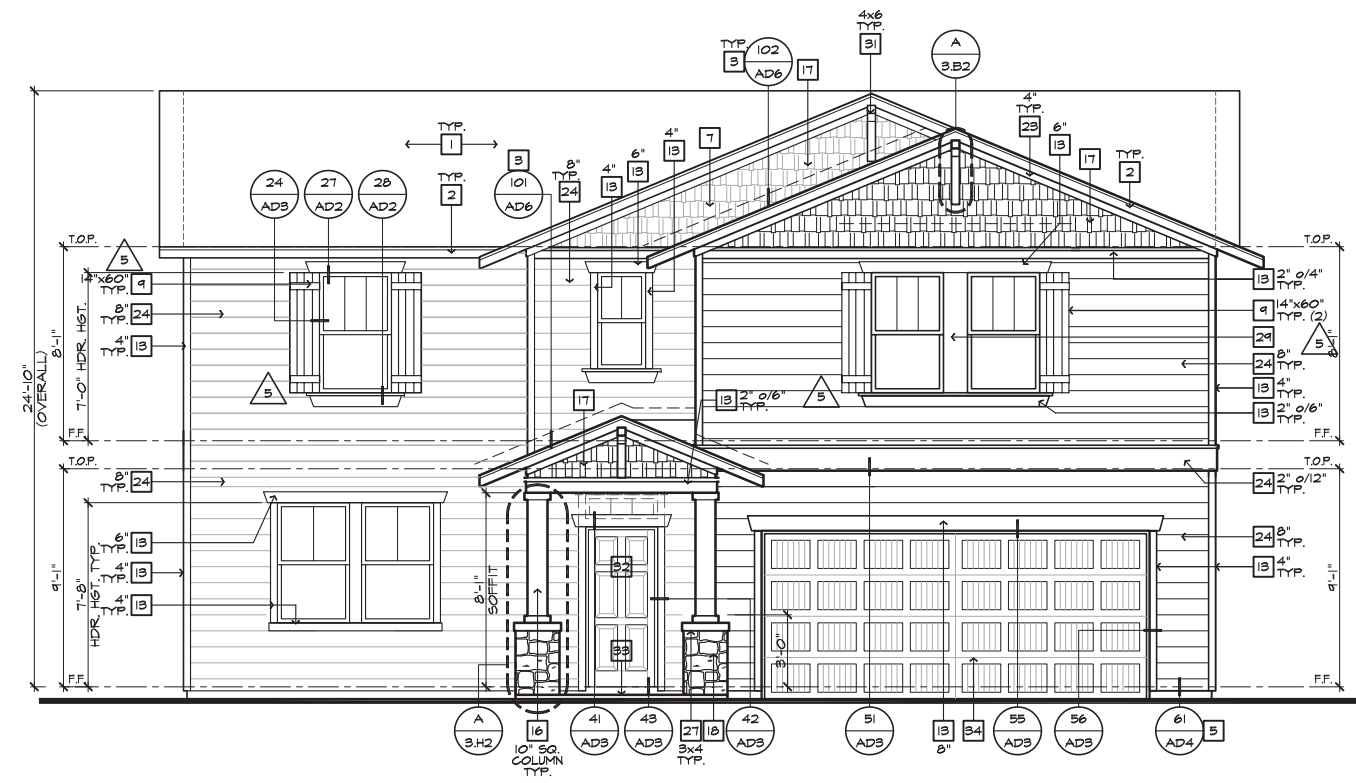 4x6
TYP.
31
A
3.B2
TYP.
3
102
AD6
17
4"
TYP.
23
6"
13
17
TYP.
2
TYP.
1
3
101
AD6
8"
TYP.
24
4"
13
6"
13
4"
13
7
24
AD3
27
AD2
28
AD2
TYP.
2
T.O.P.
T.O.P.
5
14"x60"
TYP.
9
8"
TYP.
24
4"
TYP.
13
24'-10"
(OVERALL)
8'-1"
7'-0" HDR. HGT.
5
5
13 2" o/4"
TYP.
9 14"x60"
TYP. (2)
29
5
8'-1"
24 8"
TYP.
13 4"
TYP.
13 2" o/6"
TYP.
17
13 2" o/6"
TYP.
F.F.
F.F.
T.O.P.
T.O.P.
8"
TYP.
24
24 2" o/12"
TYP.
6"
TYP.
13
4"
TYP.
13
4"
TYP.
13
9'-1"
7'-8"
HDR. HGT. TYP.
8'-1"
SOFFIT
32
33
3'-0"
24 8"
TYP.
13 4"
TYP.
9'-1"
F.F
F.F.
A
3.H2
16
10" SQ.
COLUMN
TYP.
41
AD3
43
AD3
27
3x4
TYP.
18
42
AD3
51
AD3
13
8"
34
55
AD3
56
AD3
61
AD4
5